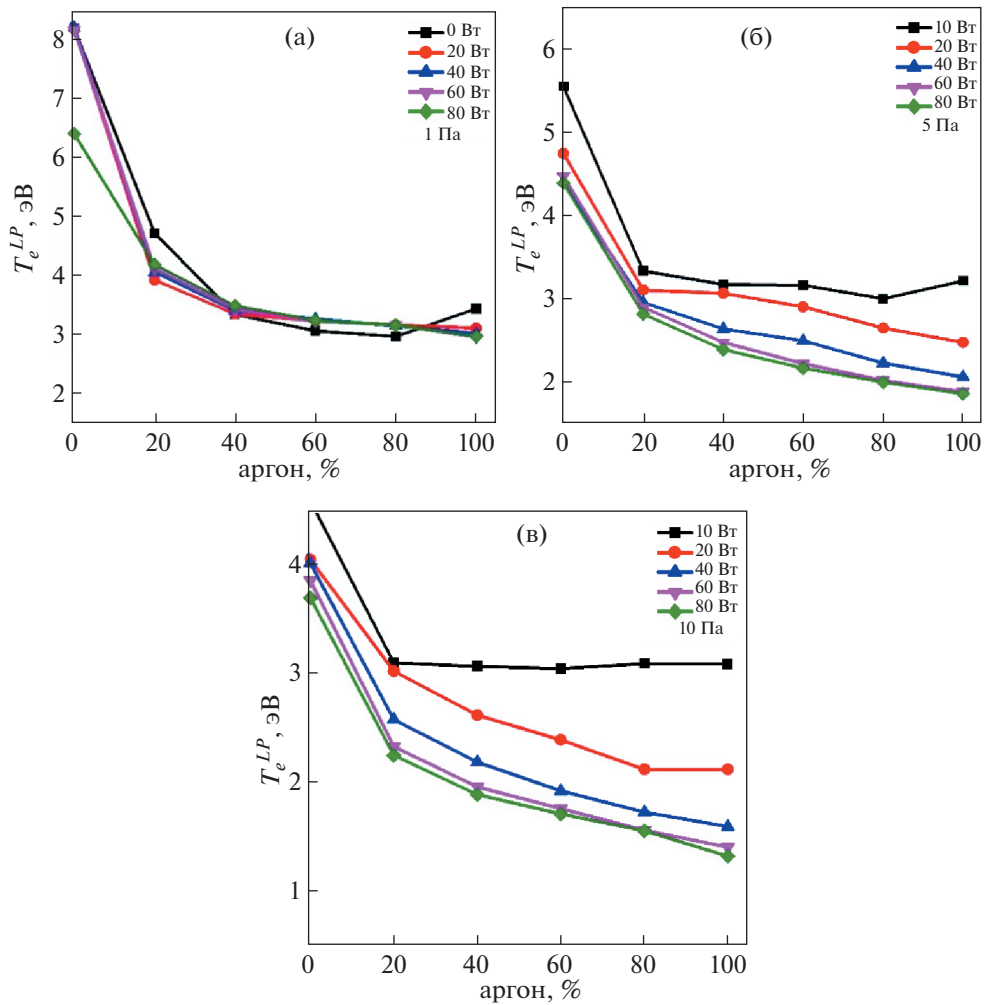 (а)
0 Вт
20 Вт
40 Вт
60 Вт
80 Вт
1 Па
8
7
6
5
4
3
2
T_e^{LP}, эВ
0 20 40 60 80 100
аргон, %
(б)
10 Вт
20 Вт
40 Вт
60 Вт
80 Вт
5 Па
6
5
4
3
2
T_e^{LP}, эВ
0 20 40 60 80 100
аргон, %
(в)
10 Вт
20 Вт
40 Вт
60 Вт
80 Вт
10 Па
4
3
2
1
T_e^{LP}, эВ
0 20 40 60 80 100
аргон, %